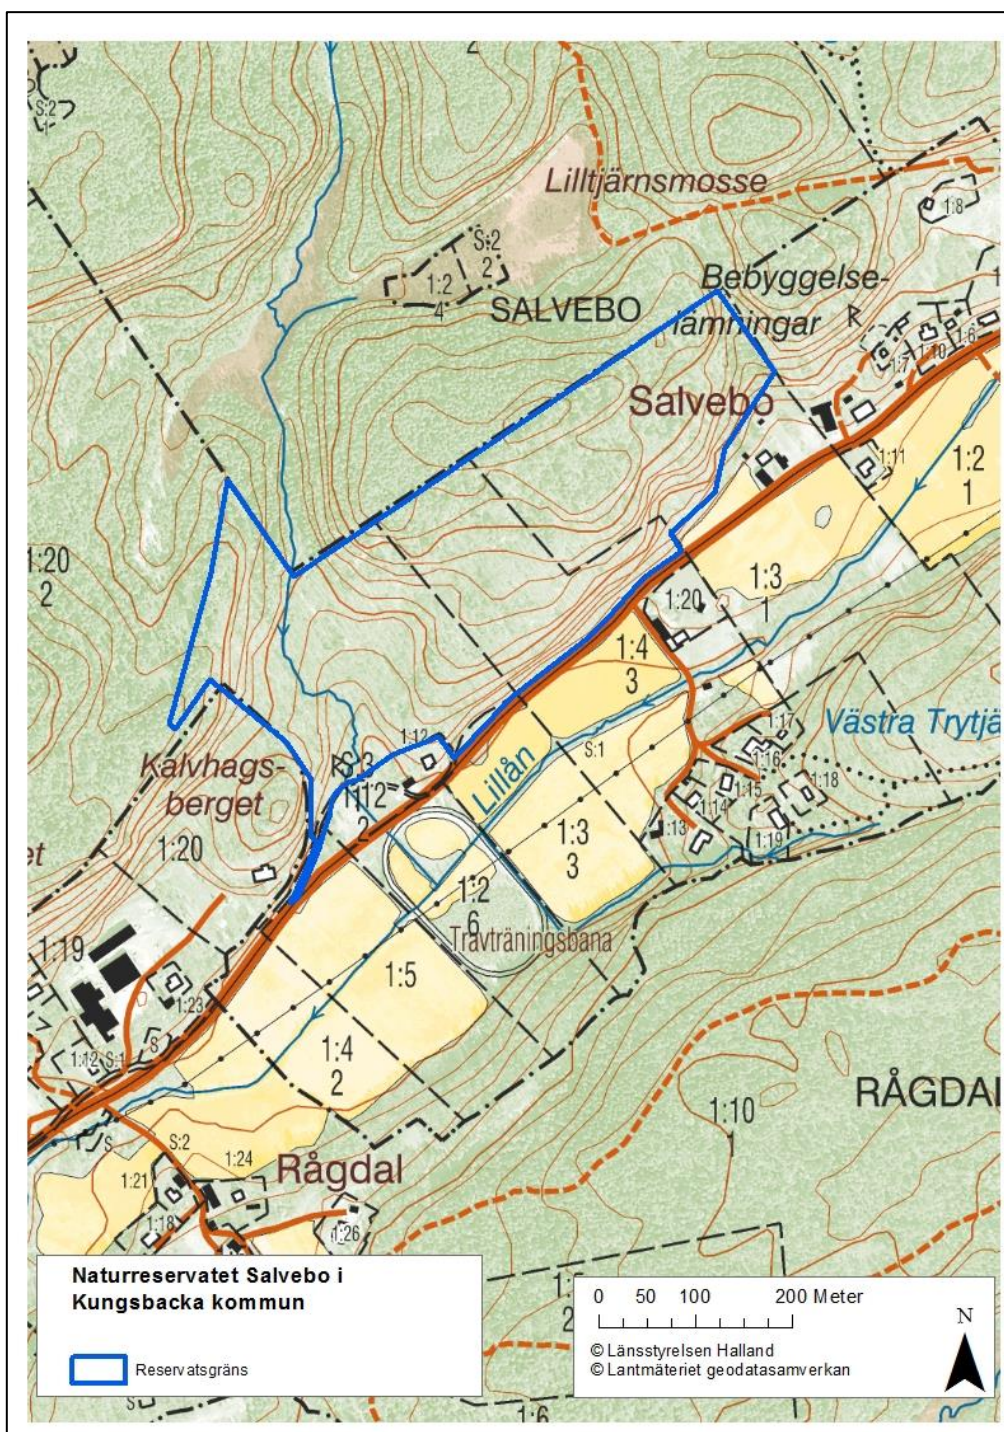 S:2
1
Lilltjärnsmosse
1:8
S:2
2
1:2
4
SALVEBO
Bebyggelse-
lämningar
R
1:7
1:10
1:6
Salvebo
1:11
1:2
1
1:20
2
1:3
1
1:20
1:4
3
Västra Trytjä
1:17
1:16
1:15
1:18
1:14
1:13
1:19
S:1
Lillån
1:12
Kalvhags-
berget
1:20
1:3
3
1:2
6
Travträningsbana
1:19
1:23
1:5
1:4
2
1:12
S:1
S
RÅGDAL
1:10
1
S
S:2
1:24
1:21
Rågdal
1:18
1:26
Naturreservatet Salvebo i
Kungsbacka kommun
Reservatsgräns
0 50 100 200 Meter
© Länsstyrelsen Halland
© Lantmäteriet geodatasamverkan
N
S
1:6